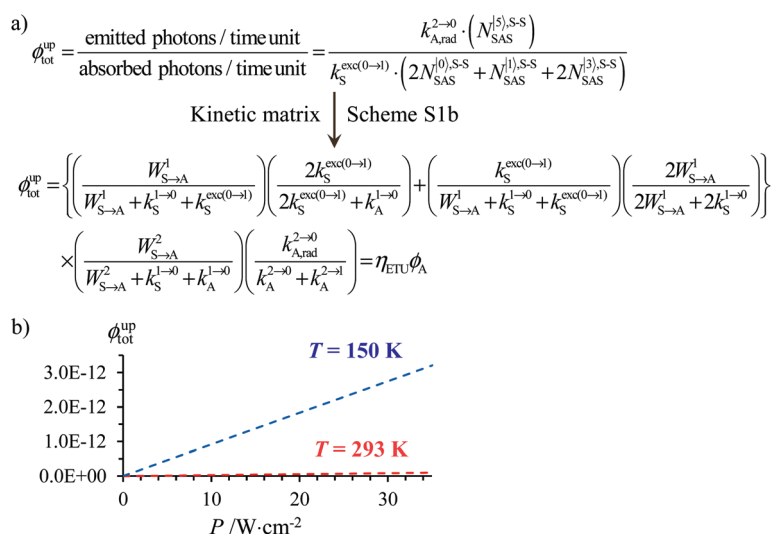 a)
ϕ_tot^up = emitted photons / time unit / absorbed photons / time unit = k_A,rad^2→0 · (N_SAS^|5⟩,S-S) / k_S^exc(0→1) · (2N_SAS^|0⟩,S-S + N_SAS^|1⟩,S-S + 2N_SAS^|3⟩,S-S)
Kinetic matrix Scheme S1b
ϕ_tot^up = {(W_S→A^1 / W_S→A^1 + k_S^1→0 + k_S^exc(0→1)) (2k_S^exc(0→1) / 2k_S^exc(0→1) + k_A^1→0) + (k_S^exc(0→1) / W_S→A^1 + k_S^1→0 + k_S^exc(0→1)) (2W_S→A^1 / 2W_S→A^1 + 2k_S^1→0)}
× (W_S→A^2 / W_S→A^2 + k_S^1→0 + k_A^1→0) (k_A,rad^2→0 / k_A^2→0 + k_A^2→1) = η_ETU ϕ_A
b)
ϕ_tot^up
T = 150 K
3.0E-12
2.0E-12
1.0E-12
T = 293 K
0.0E+00
0 10 20 30
P /W·cm^-2